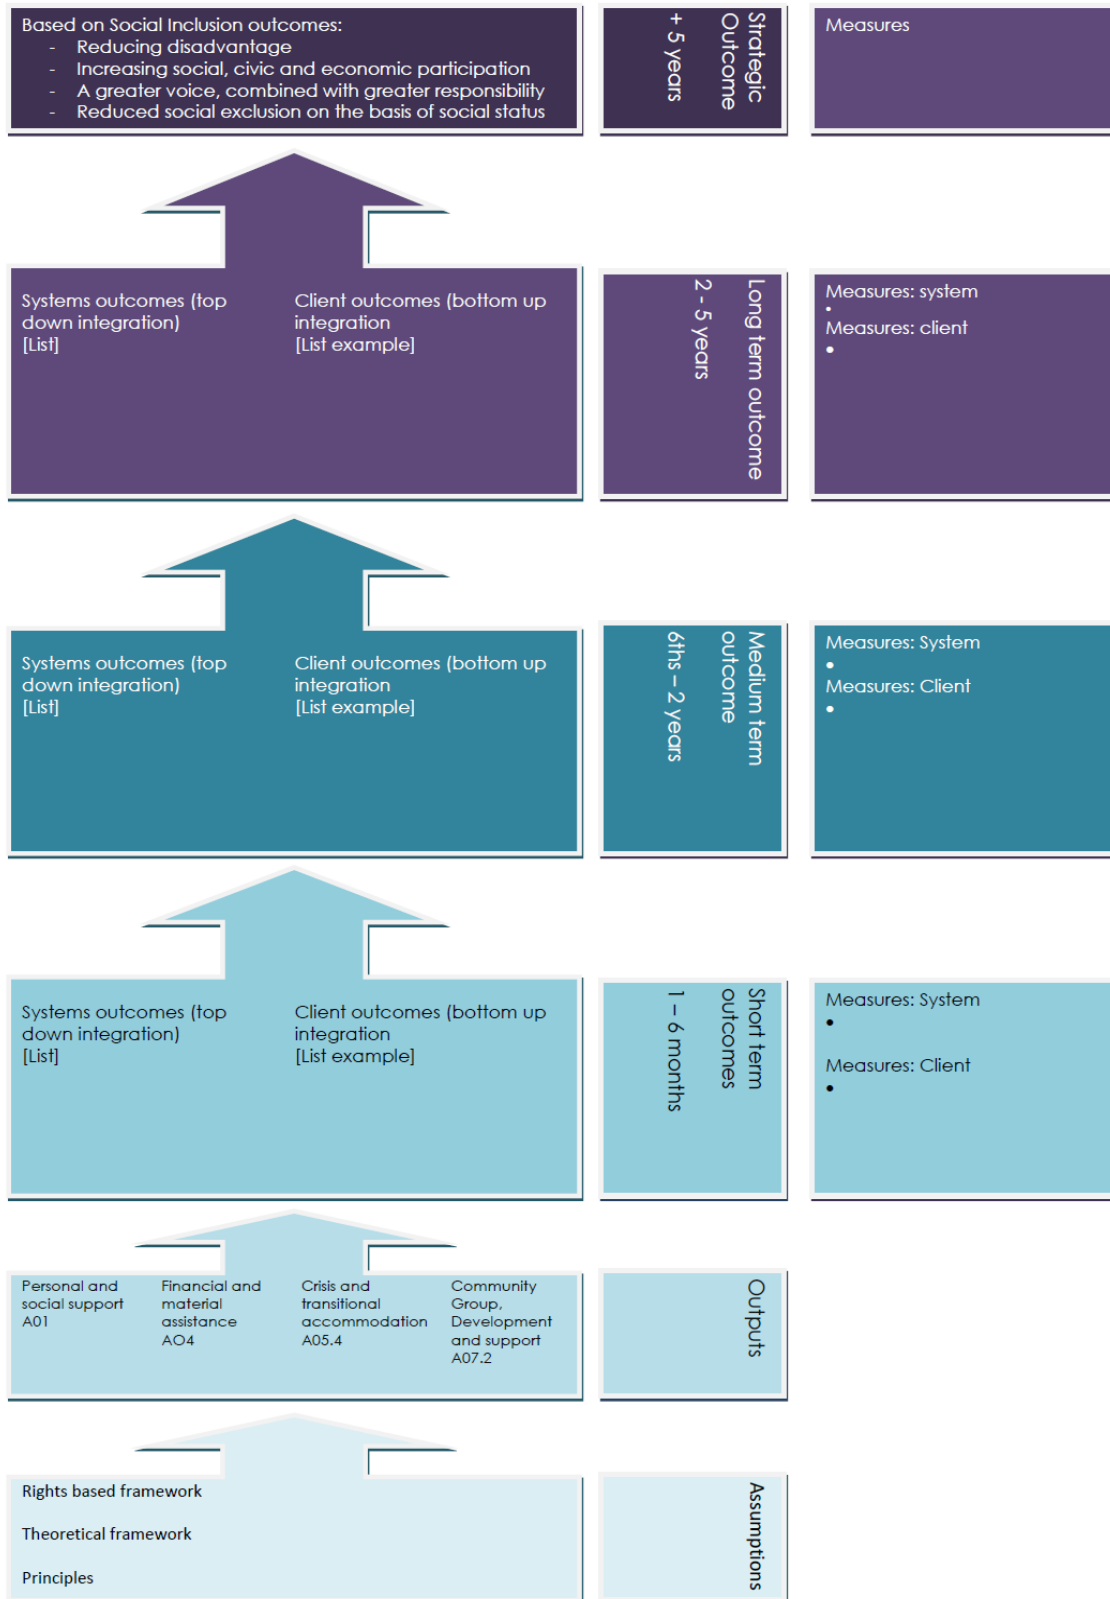 Based on Social Inclusion outcomes:
- Reducing disadvantage
- Increasing social, civic and economic participation
- A greater voice, combined with greater responsibility
- Reduced social exclusion on the basis of social status
Strategic
Outcome
+ 5 years
Measures
Systems outcomes (top
down integration)
[List]
Client outcomes (bottom up
integration
[List example]
Long term outcome
2 - 5 years
Measures: system
•
Measures: client
•
Systems outcomes (top
down integration)
[List]
Client outcomes (bottom up
integration
[List example]
Medium term
outcome
6ths – 2 years
Measures: System
•
Measures: Client
•
Systems outcomes (top
down integration)
[List]
Client outcomes (bottom up
integration
[List example]
Short term
outcomes
1 – 6 months
Measures: System
•
Measures: Client
•
Personal and
social support
A01
Financial and
material
assistance
AO4
Crisis and
transitional
accommodation
A05.4
Community
Group,
Development
and support
A07.2
Outputs
Rights based framework
Theoretical framework
Principles
Assumptions